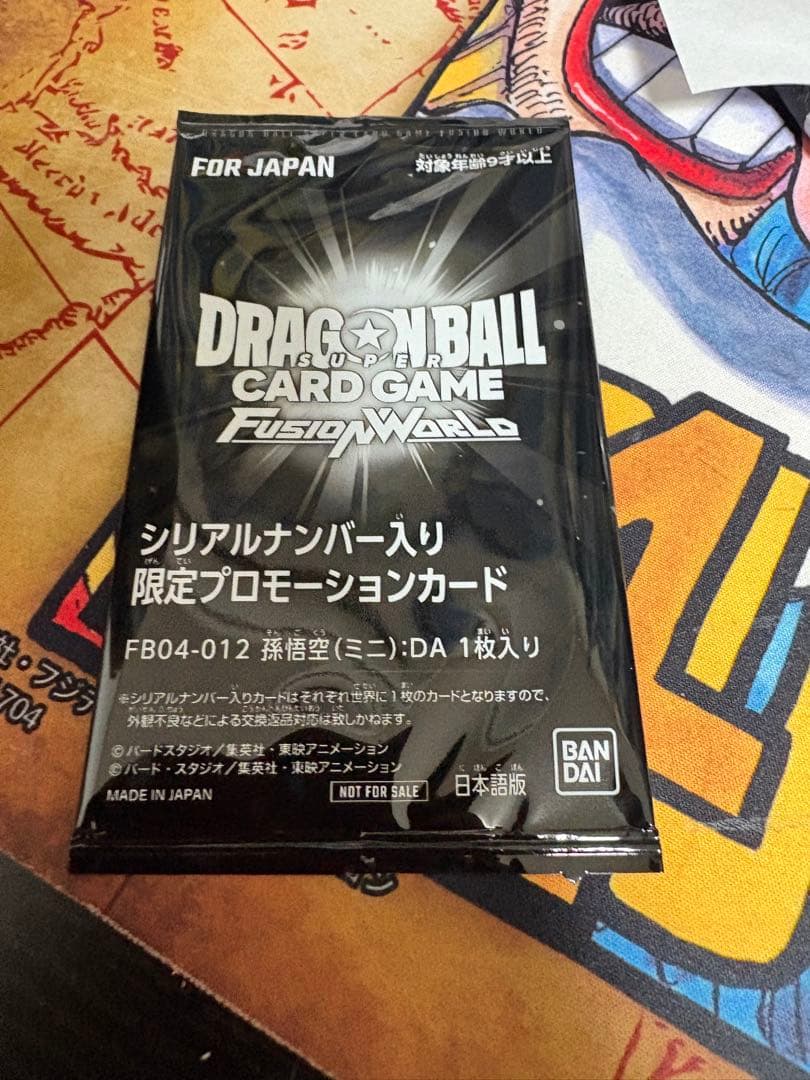 FOR JAPAN
対象年齢9才以上
DRAGON BALL
SUPER
CARD GAME
FUSION WORLD
シリアルナンバー入り
限定プロモーションカード
FB04-012 孫悟空(ミニ):DA 1枚入り
※シリアルナンバー入りカードはそれぞれ世界に1枚のカードとなりますので、
外観不良などによる交換返品対応は致しかねます。
©バードスタジオ/集英社・東映アニメーション
©バード・スタジオ/集英社・東映アニメーション
MADE IN JAPAN
NOT FOR SALE
日本語版
BAN
DAI
社・フジテ
704